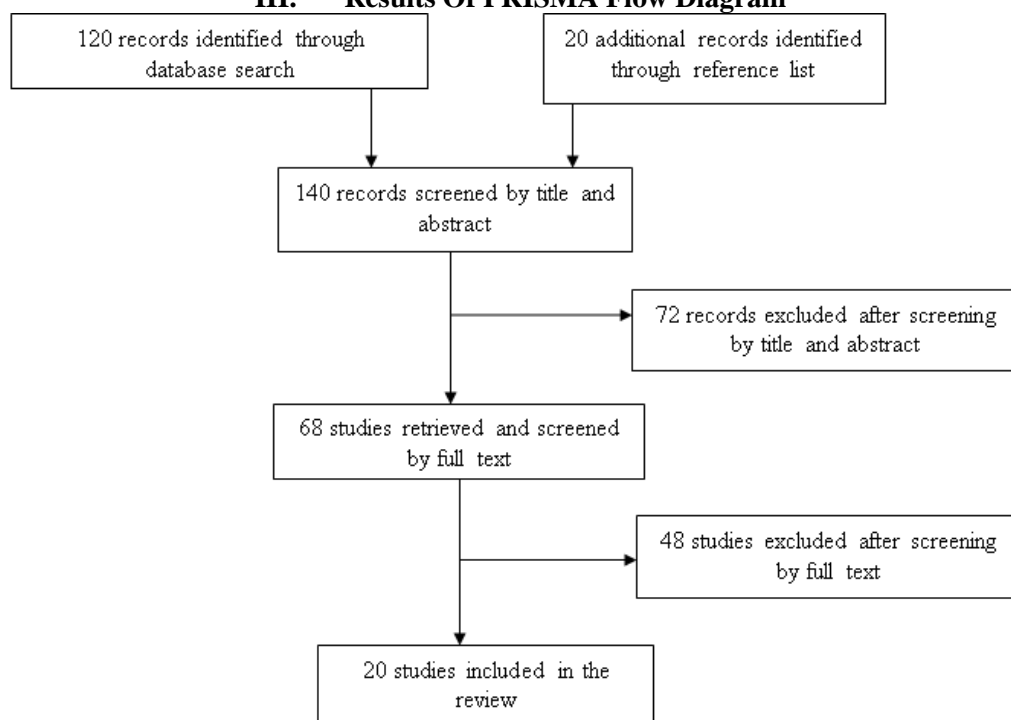 III. Results Of PRISMA Flow Diagram
120 records identified through
database search
20 additional records identified
through reference list
140 records screened by title and
abstract
72 records excluded after screening
by title and abstract
68 studies retrieved and screened
by full text
48 studies excluded after screening
by full text
20 studies included in the
review